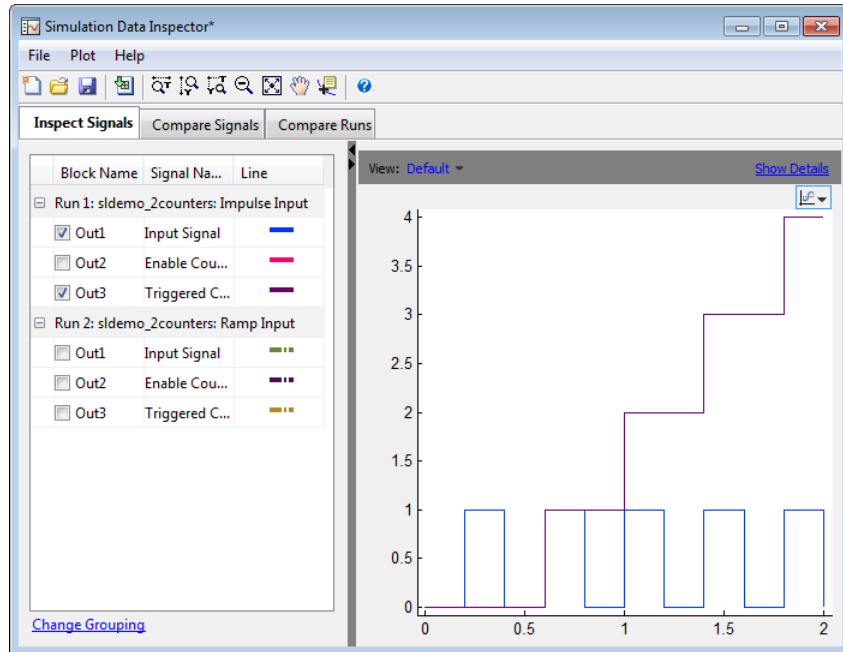 Simulation Data Inspector*
File Plot Help
Inspect Signals Compare Signals Compare Runs
Block Name Signal Na... Line
Run 1: sldemo_2counters: Impulse Input
Out1 Input Signal
Out2 Enable Cou...
Out3 Triggered C...
Run 2: sldemo_2counters: Ramp Input
Out1 Input Signal
Out2 Enable Cou...
Out3 Triggered C...
Change Grouping
View: Default Show Details
4
3.5
3
2.5
2
1.5
1
0.5
0
0 0.5 1 1.5 2